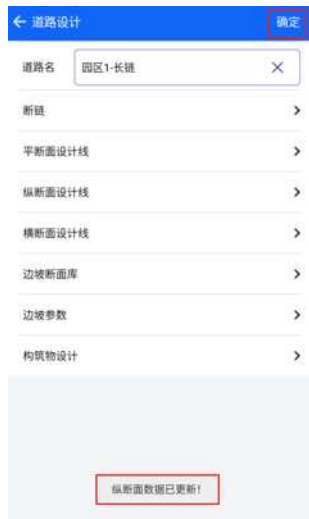 道路设计 确定
道路名 园区1-长链
断链
平断面设计线
纵断面设计线
横断面设计线
边坡断面库
边坡参数
构筑物设计
纵断面数据已更新!